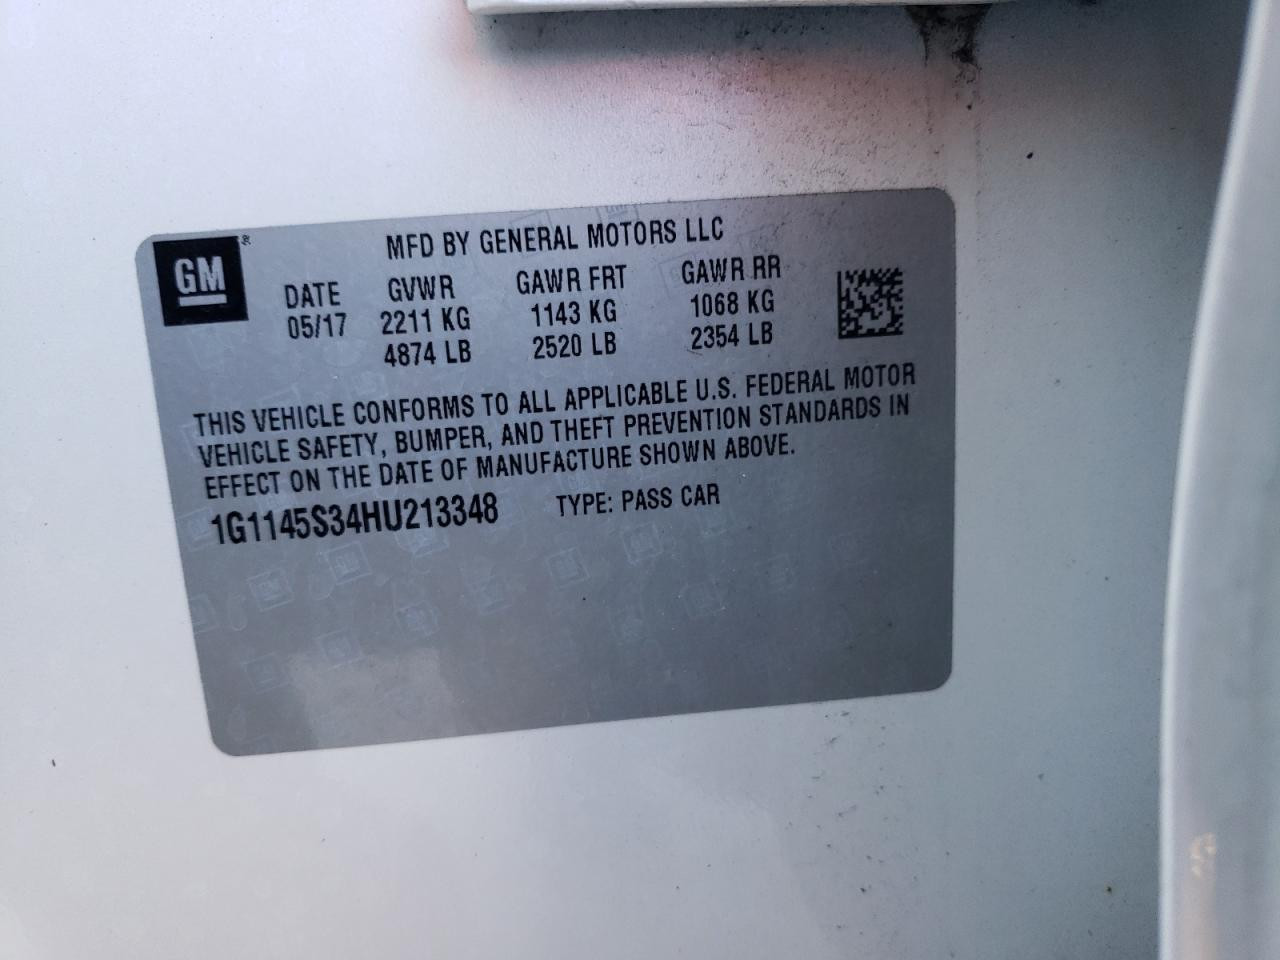 GM
MFD BY GENERAL MOTORS LLC
DATE GVWR GAWR FRT GAWR RR
05/17 2211 KG 1143 KG 1068 KG
4874 LB 2520 LB 2354 LB
THIS VEHICLE CONFORMS TO ALL APPLICABLE U.S. FEDERAL MOTOR
VEHICLE SAFETY, BUMPER, AND THEFT PREVENTION STANDARDS IN
EFFECT ON THE DATE OF MANUFACTURE SHOWN ABOVE.
1G1145S34HU213348 TYPE: PASS CAR